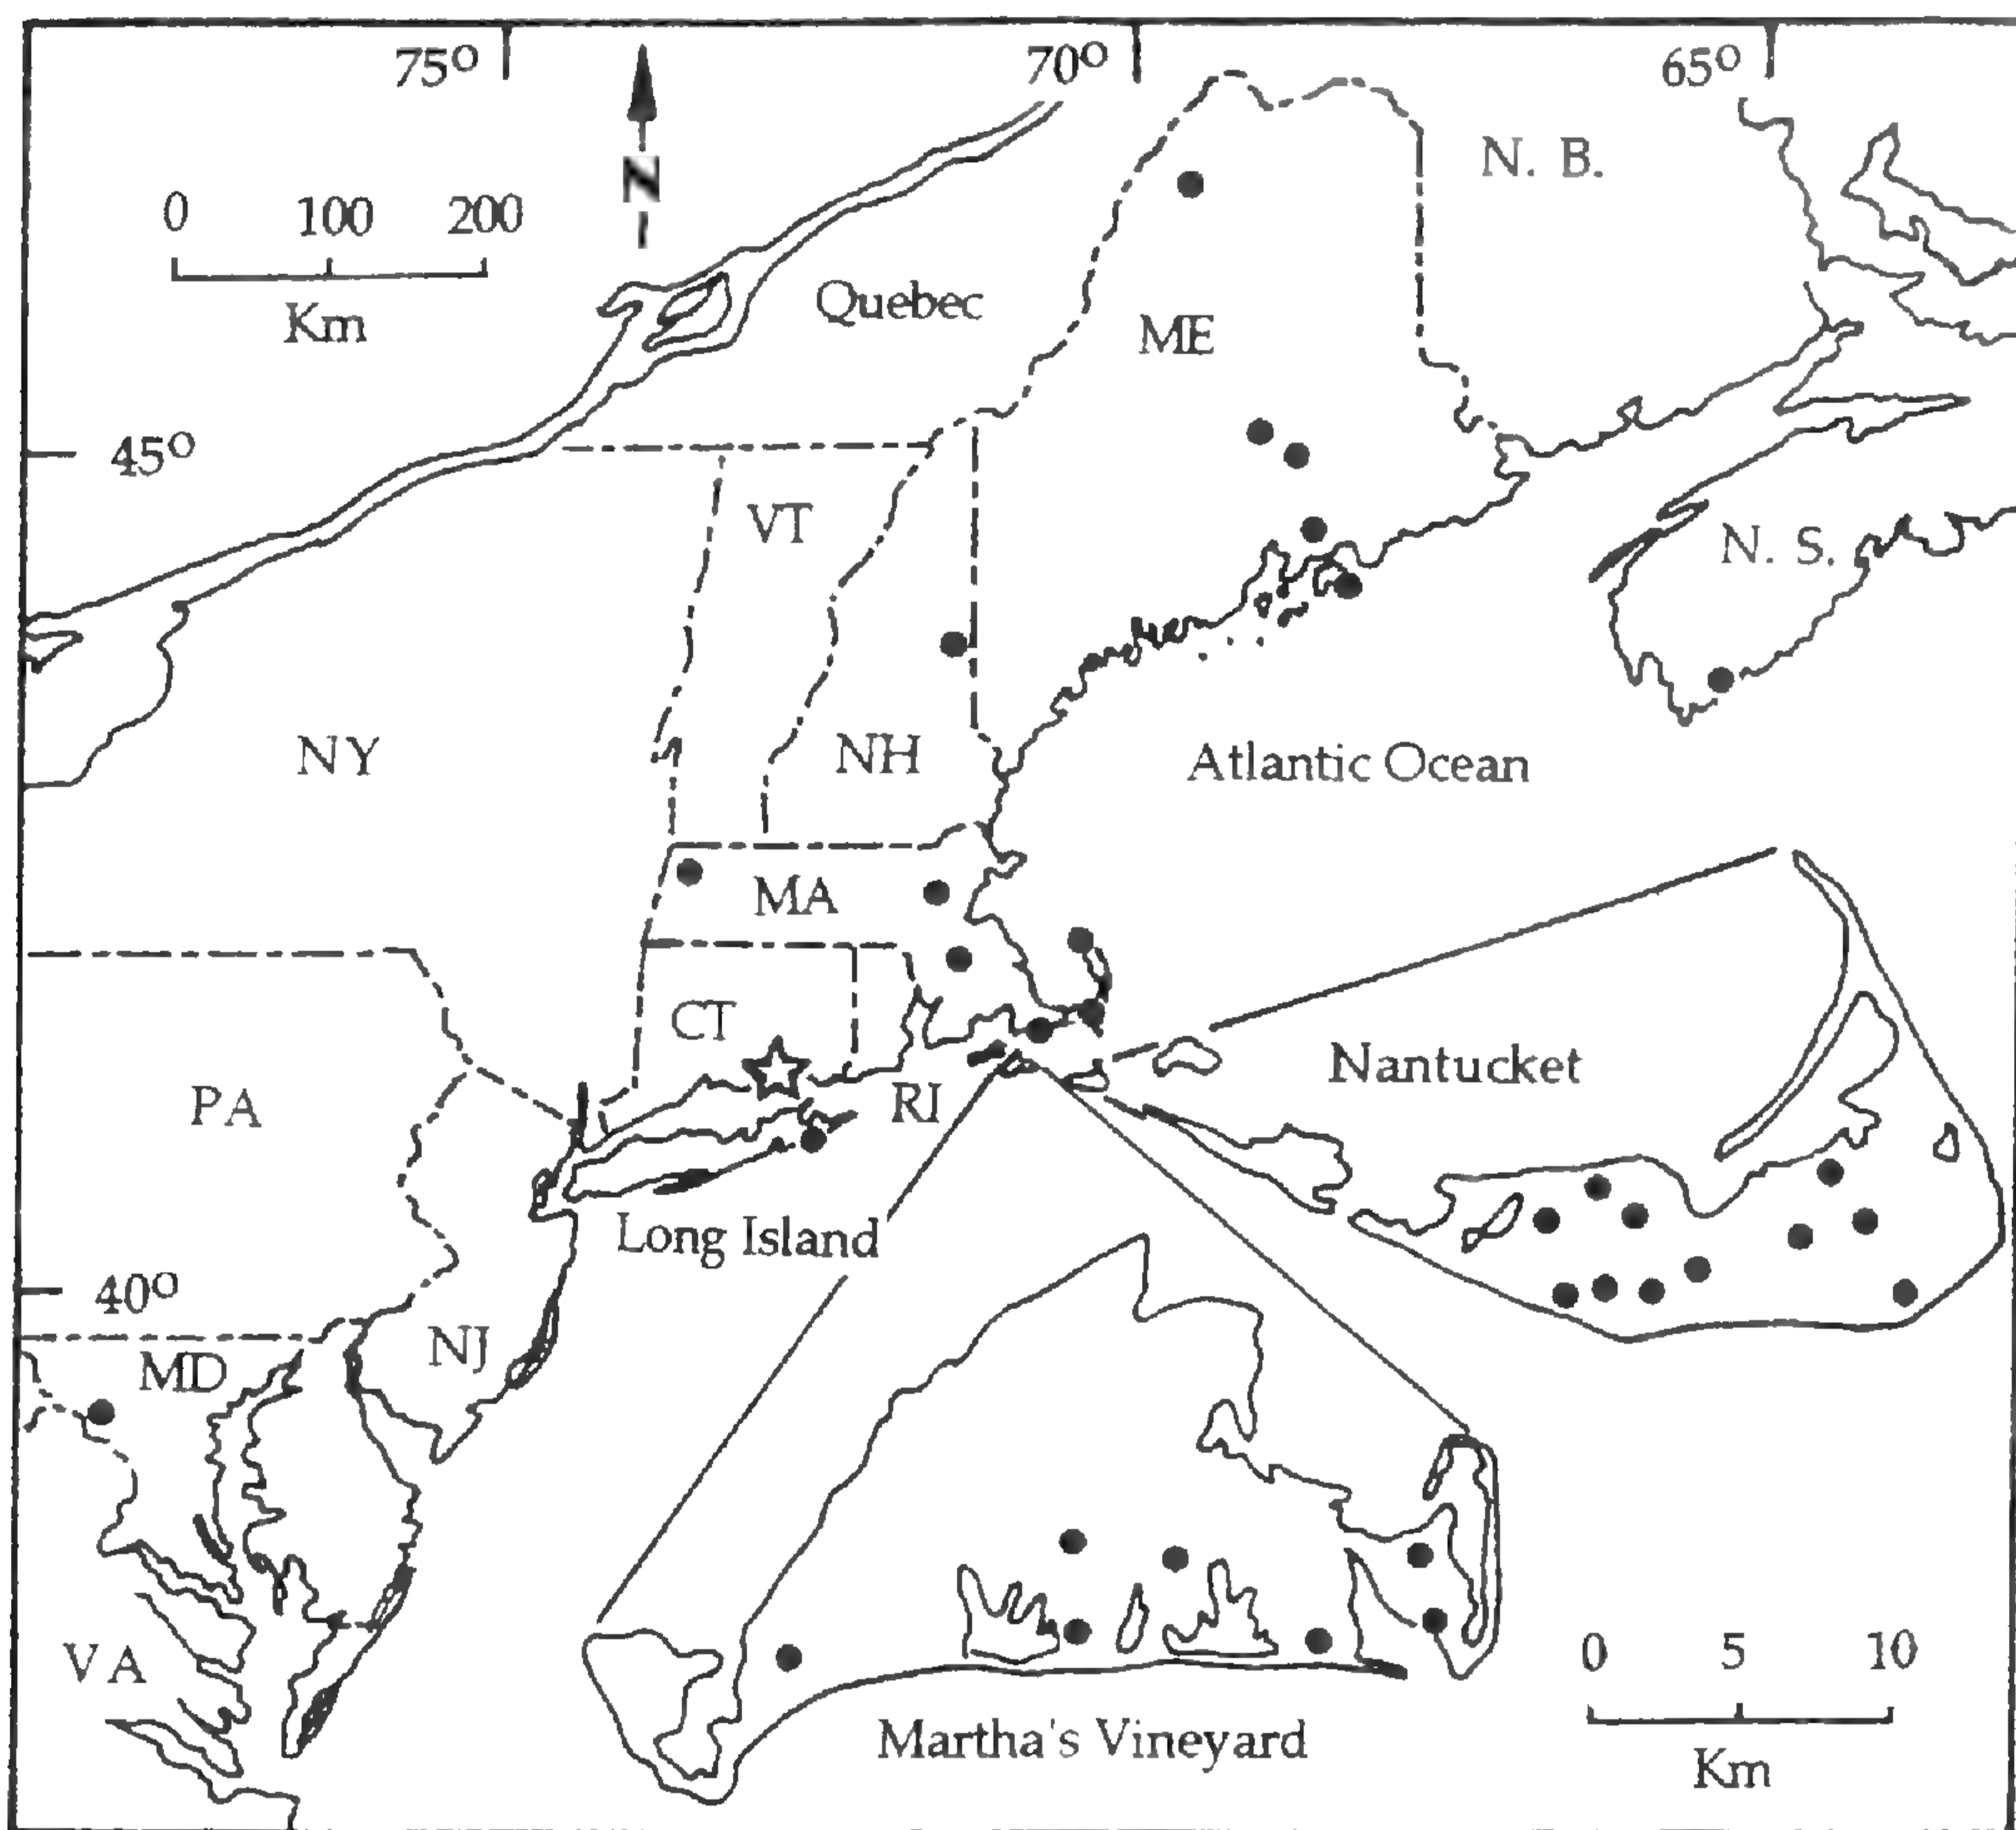 75° 70° 65°
N
0 100 200
Km
N. B.
Quebec
ME
45°
VT
N. S.
NY
NH
Atlantic Ocean
MA
CT
Nantucket
PA
RI
Long Island
40°
NJ
MD
VA
0 5 10
Km
Martha's Vineyard